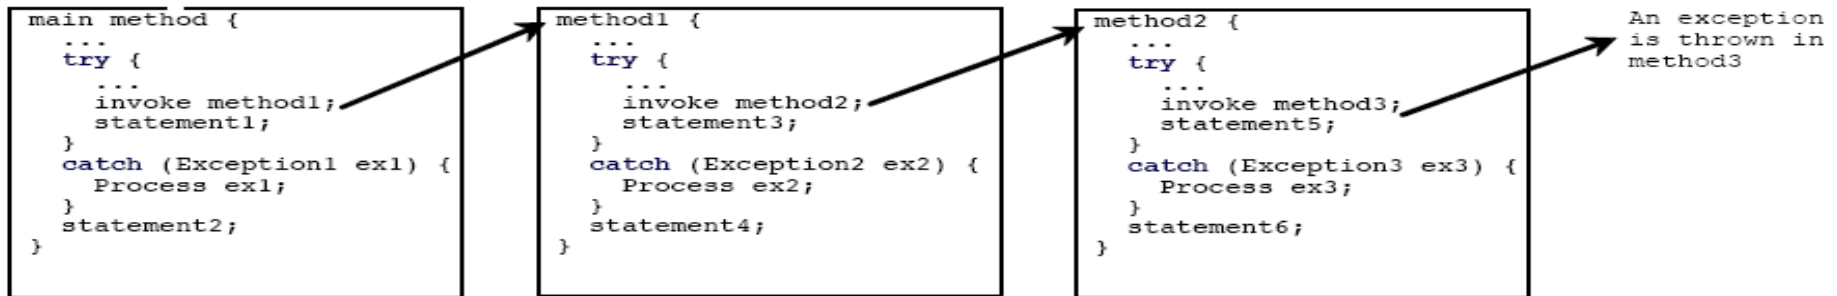 main method {
...
try {
...
invoke method1;
statement1;
}
catch (Exception1 ex1) {
Process ex1;
}
statement2;
}
method1 {
...
try {
...
invoke method2;
statement3;
}
catch (Exception2 ex2) {
Process ex2;
}
statement4;
}
method2 {
...
try {
...
invoke method3;
statement5;
}
catch (Exception3 ex3) {
Process ex3;
}
statement6;
}
An exception
is thrown in
method3